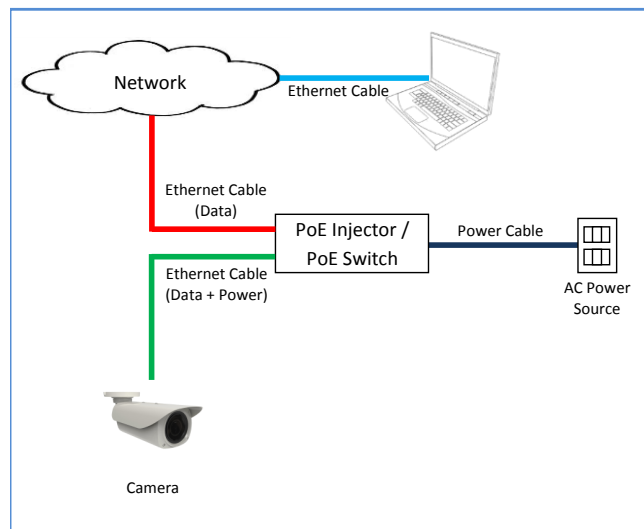 Network
Ethernet Cable
Ethernet Cable
(Data)
PoE Injector /
PoE Switch
Power Cable
Ethernet Cable
(Data + Power)
AC Power
Source
Camera